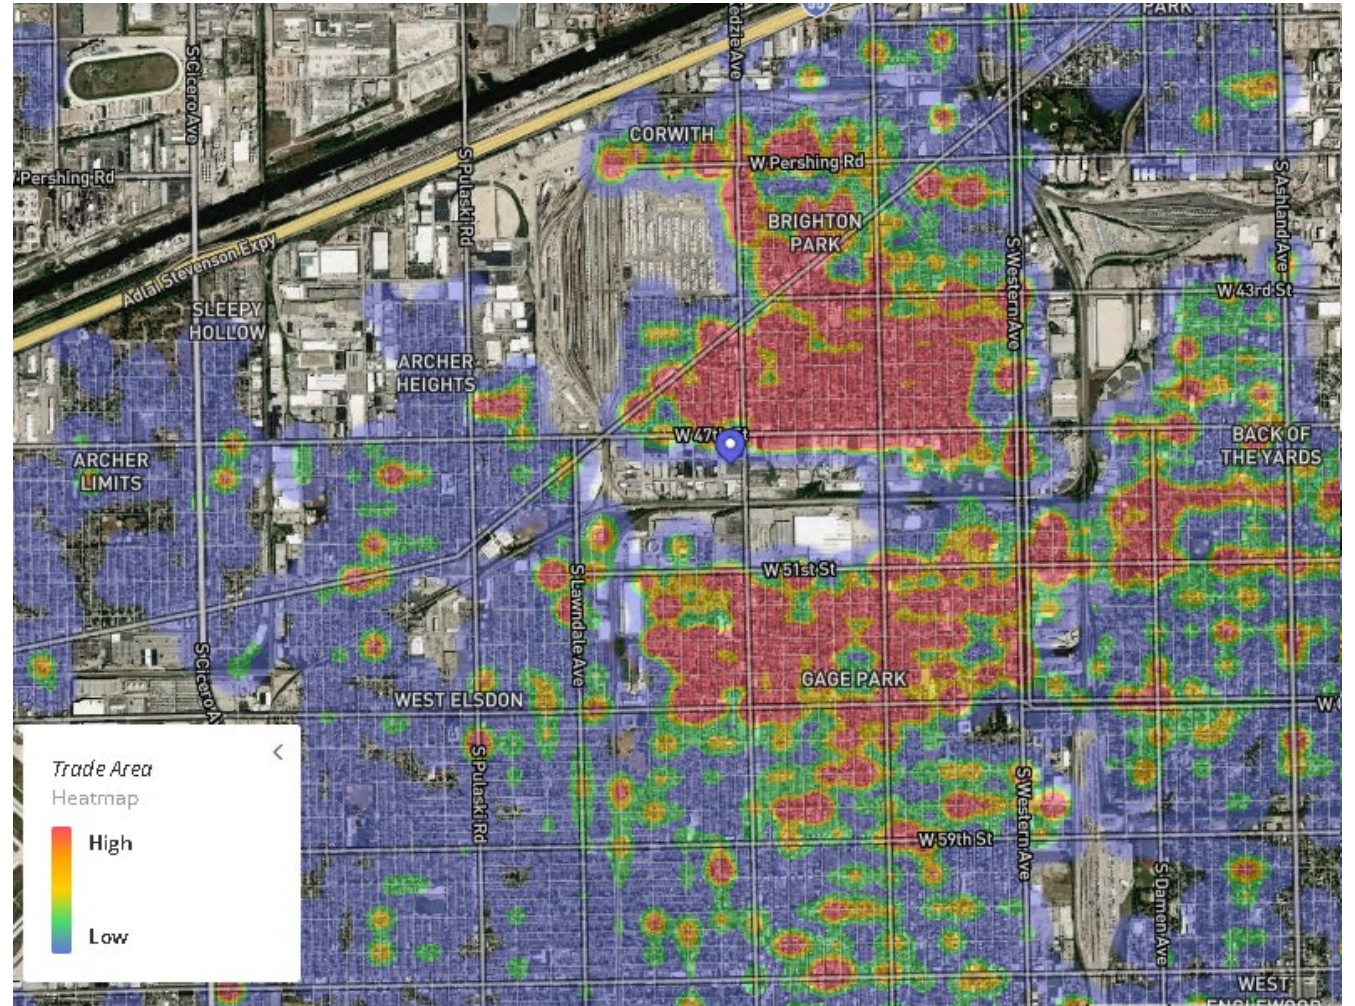 55
PARK
S Cicero Ave
edzie Ave
CORWITH
W Pershing Rd
Pershing Rd
S Pulaski Rd
BRIGHTON
PARK
S Ashland Ave
Adlai Stevenson Expy
S Western Ave
W 43rd St
SLEEPY
HOLLOW
ARCHER
HEIGHTS
W 47th St
BACK OF
THE YARDS
ARCHER
LIMITS
W 51st St
S Lawndale Ave
S Cicero A
GAGE PARK
WEST ELSDON
S Pulaski Rd
S Western Ave
W 59th St
S Damen Ave
WEST
ENGLEWOOD
Trade Area
Heatmap
High
Low